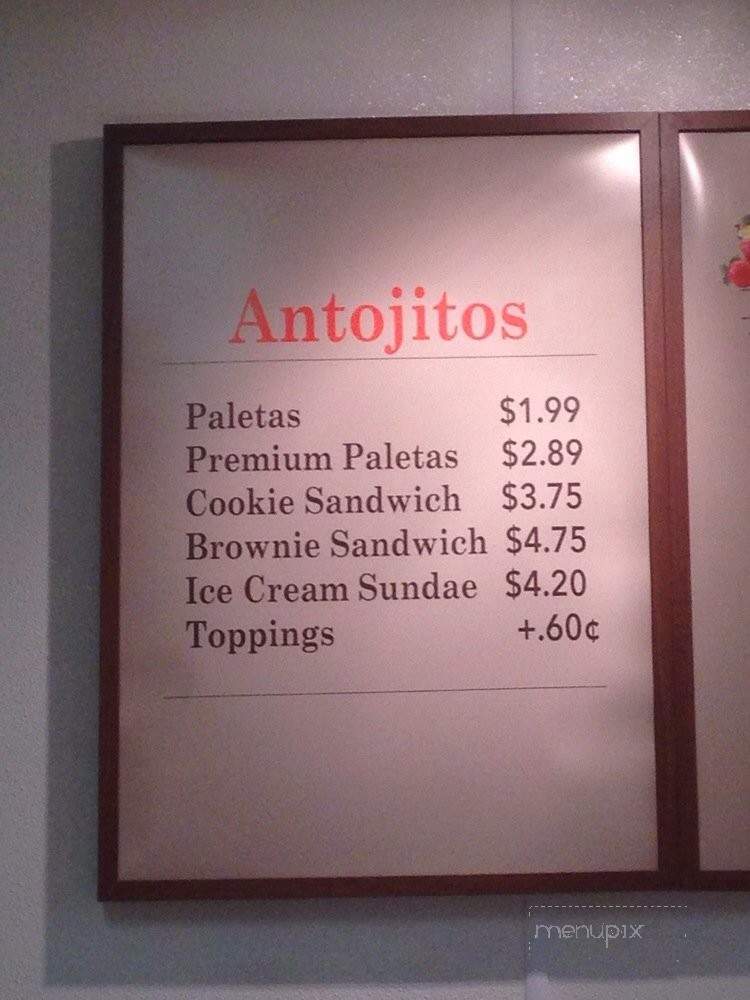 Antojitos
Paletas $1.99
Premium Paletas $2.89
Cookie Sandwich $3.75
Brownie Sandwich $4.75
Ice Cream Sundae $4.20
Toppings +.60¢
menupix